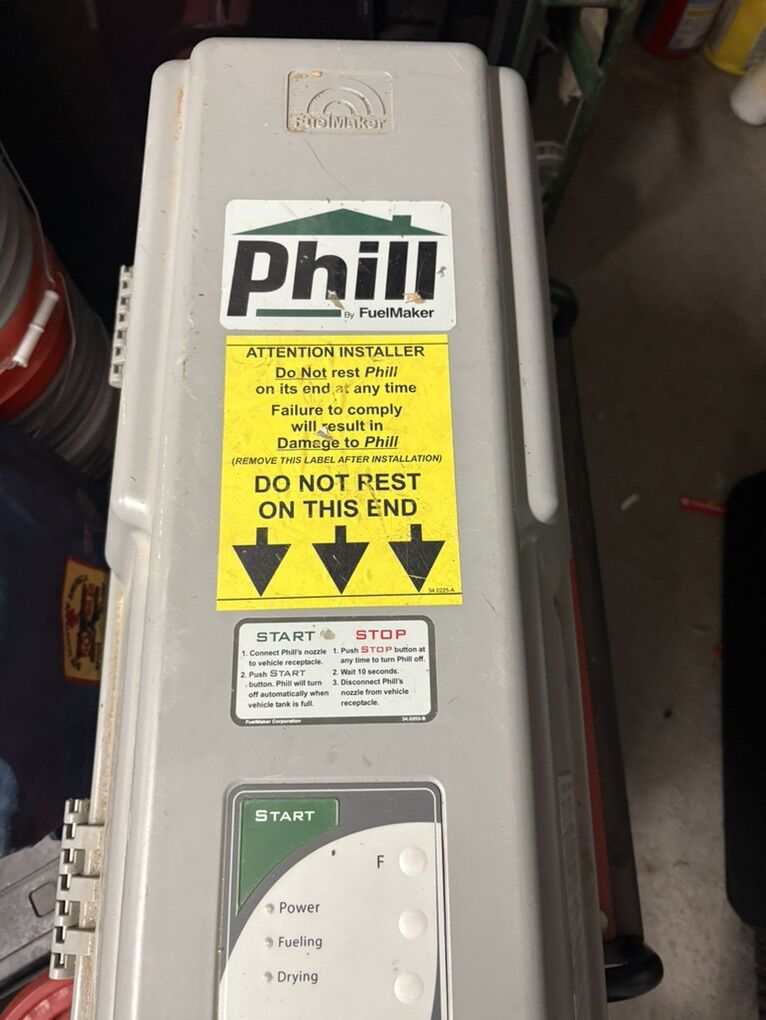 FuelMaker
Phill
By FuelMaker
ATTENTION INSTALLER
Do Not rest Phill
on its end at any time
Failure to comply
will result in
Damage to Phill
(REMOVE THIS LABEL AFTER INSTALLATION)
DO NOT REST
ON THIS END
34.0225-A
START
1. Connect Phill's nozzle
to vehicle receptacle.
2. Push START
button. Phill will turn
off automatically when
vehicle tank is full.
STOP
1. Push STOP button at
any time to turn Phill off.
2. Wait 10 seconds.
3. Disconnect Phill's
nozzle from vehicle
receptacle.
FuelMaker Corporation
34.0203-B
START
F
Power
Fueling
Drying